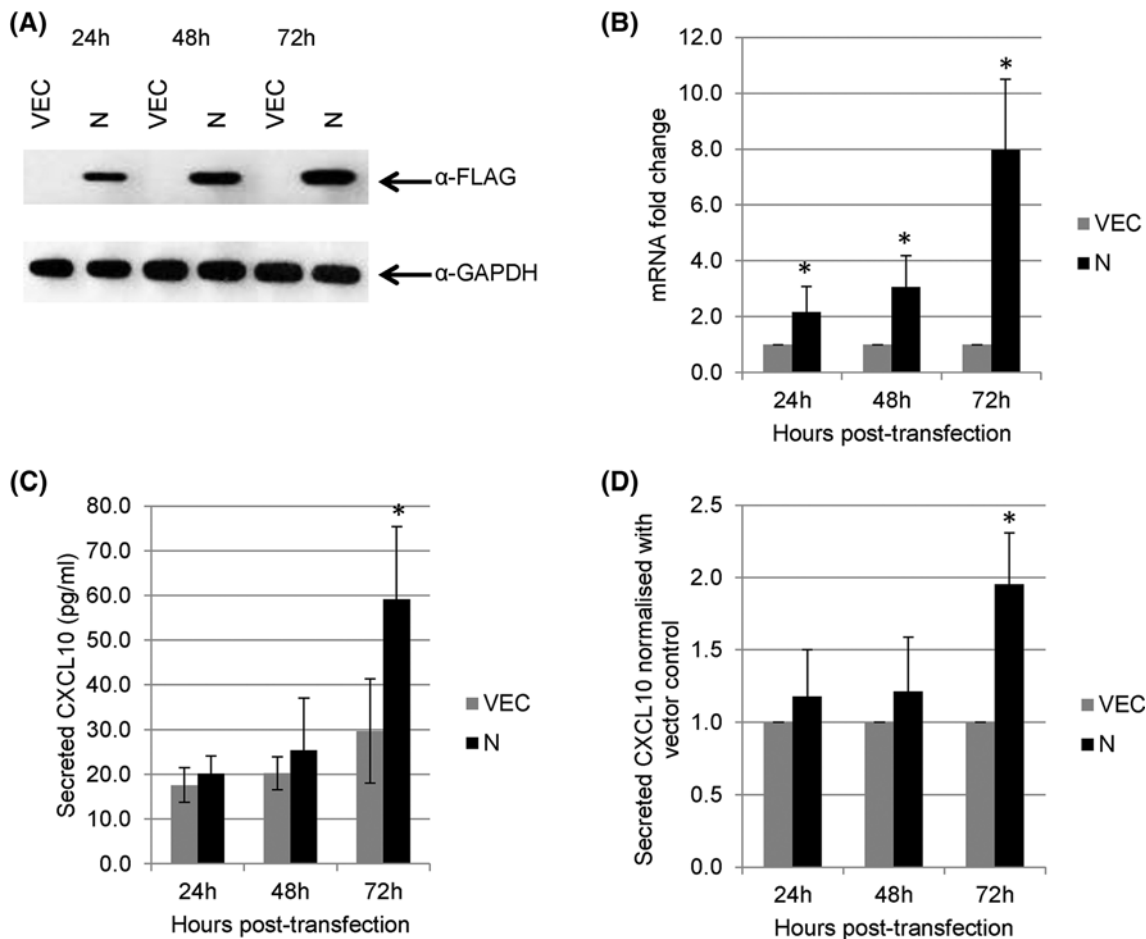 (A)
24h 48h 72h
VEC N VEC N VEC N
α-FLAG
α-GAPDH
(B)
12.0
10.0
8.0
6.0
4.0
2.0
0.0
mRNA fold change
* * *
24h 48h 72h
Hours post-transfection
VEC
N
(C)
80.0
70.0
60.0
50.0
40.0
30.0
20.0
10.0
0.0
Secreted CXCL10 (pg/ml)
*
24h 48h 72h
Hours post-transfection
VEC
N
(D)
2.5
2.0
1.5
1.0
0.5
0.0
Secreted CXCL10 normalised with
vector control
*
24h 48h 72h
Hours post-transfection
VEC
N